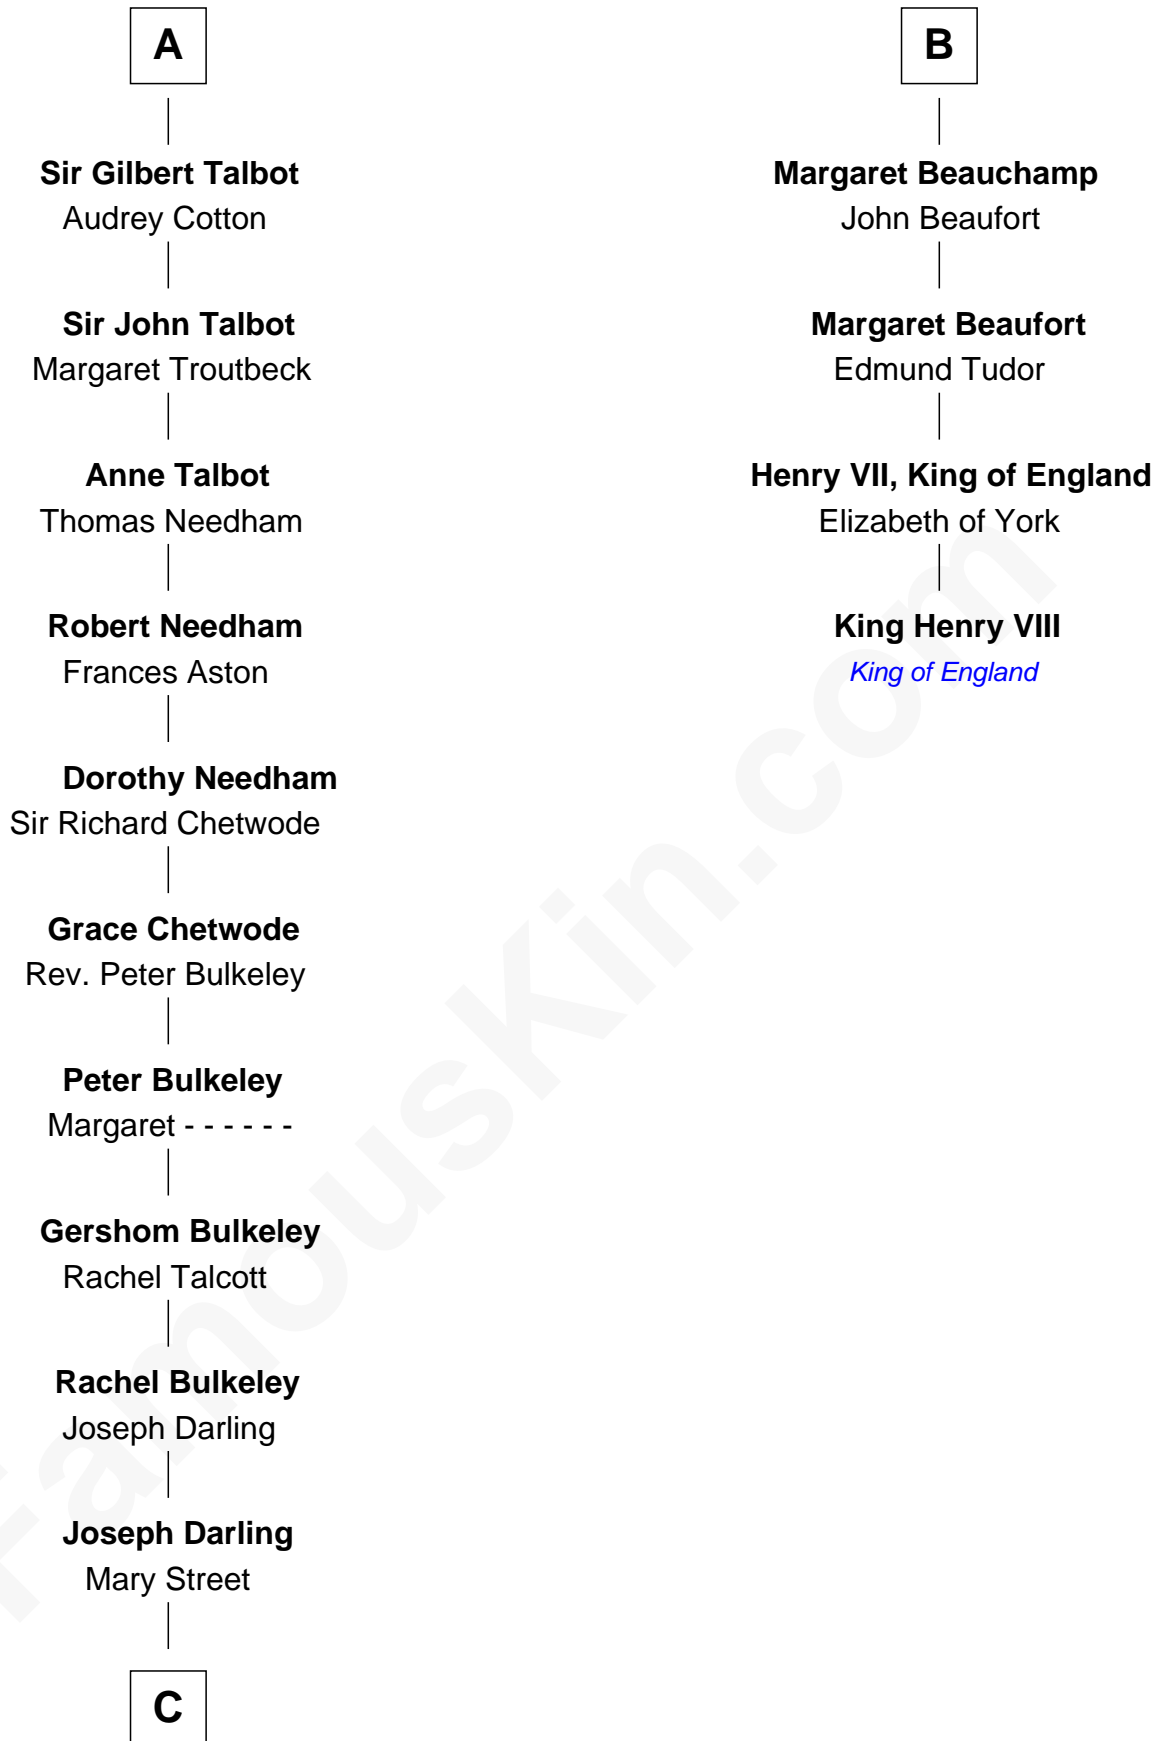 A
Sir Gilbert Talbot
Audrey Cotton
Sir John Talbot
Margaret Troutbeck
Anne Talbot
Thomas Needham
Robert Needham
Frances Aston
Dorothy Needham
Sir Richard Chetwode
Grace Chetwode
Rev. Peter Bulkeley
Peter Bulkeley
Margaret - - - - - -
Gershom Bulkeley
Rachel Talcott
Rachel Bulkeley
Joseph Darling
Joseph Darling
Mary Street
C
B
Margaret Beauchamp
John Beaufort
Margaret Beaufort
Edmund Tudor
Henry VII, King of England
Elizabeth of York
King Henry VIII
King of England
FamousKin.com